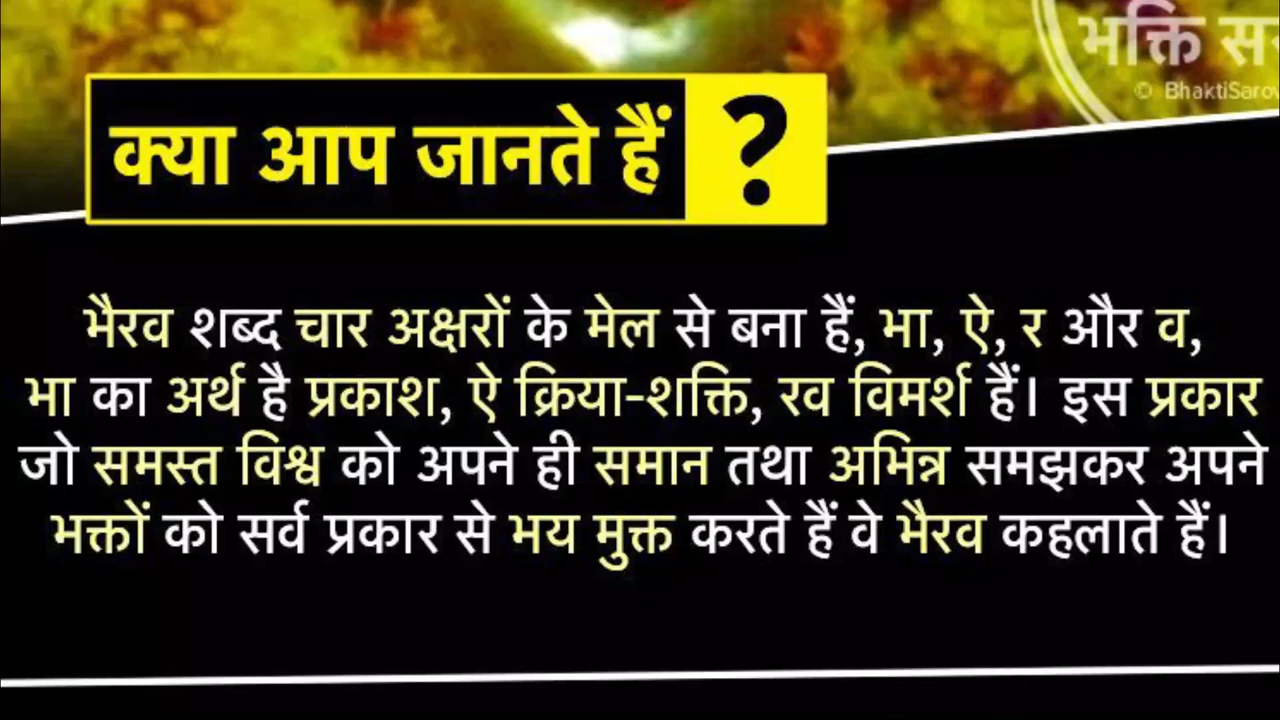 भक्ति
© BhaktiSarov
क्या आप जानते हैं ?
भैरव शब्द चार अक्षरों के मेल से बना हैं, भा, ऐ, र और व,
भा का अर्थ है प्रकाश, ऐ क्रिया-शक्ति, रव विमर्श हैं। इस प्रकार
जो समस्त विश्व को अपने ही समान तथा अभिन्न समझकर अपने
भक्तों को सर्व प्रकार से भय मुक्त करते हैं वे भैरव कहलाते हैं।